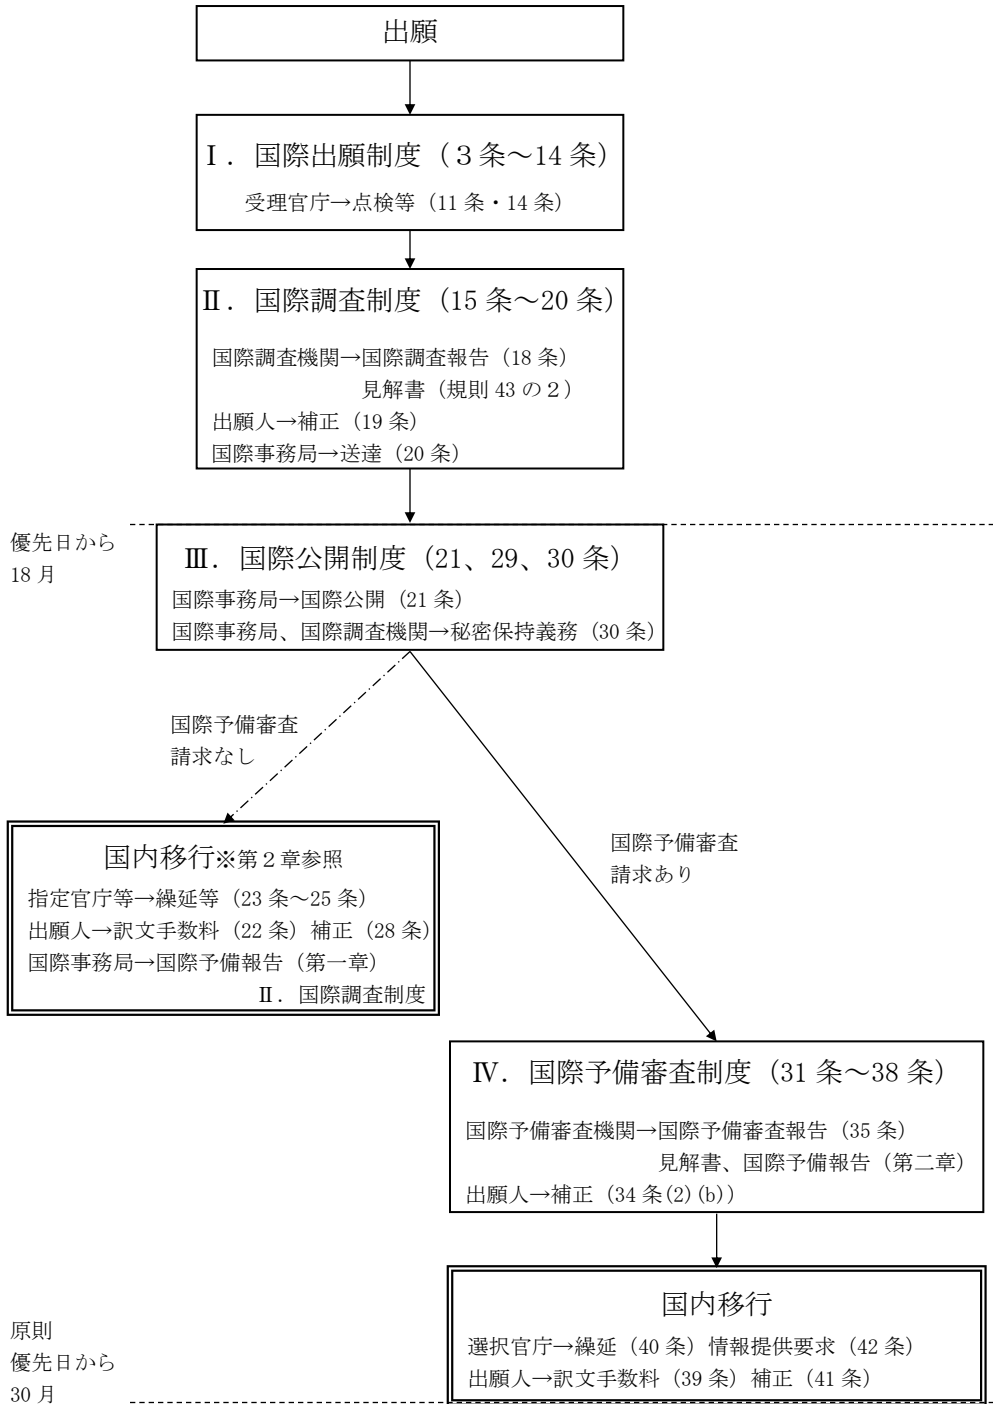 出願
Ⅰ．国際出願制度（３条～14 条）
受理官庁→点検等（11 条・14 条）
Ⅱ．国際調査制度（15 条～20 条）
国際調査機関→国際調査報告（18 条）
見解書（規則 43 の２）
出願人→補正（19 条）
国際事務局→送達（20 条）
優先日から
18 月
Ⅲ．国際公開制度（21、29、30 条）
国際事務局→国際公開（21 条）
国際事務局、国際調査機関→秘密保持義務（30 条）
国際予備審査
請求なし
国際予備審査
請求あり
国内移行※第２章参照
指定官庁等→繰延等（23 条～25 条）
出願人→訳文手数料（22 条）補正（28 条）
国際事務局→国際予備報告（第一章）
Ⅱ．国際調査制度
Ⅳ．国際予備審査制度（31 条～38 条）
国際予備審査機関→国際予備審査報告（35 条）
見解書、国際予備報告（第二章）
出願人→補正（34 条(2)(b)）
国内移行
選択官庁→繰延（40 条）情報提供要求（42 条）
出願人→訳文手数料（39 条）補正（41 条）
原則
優先日から
30 月